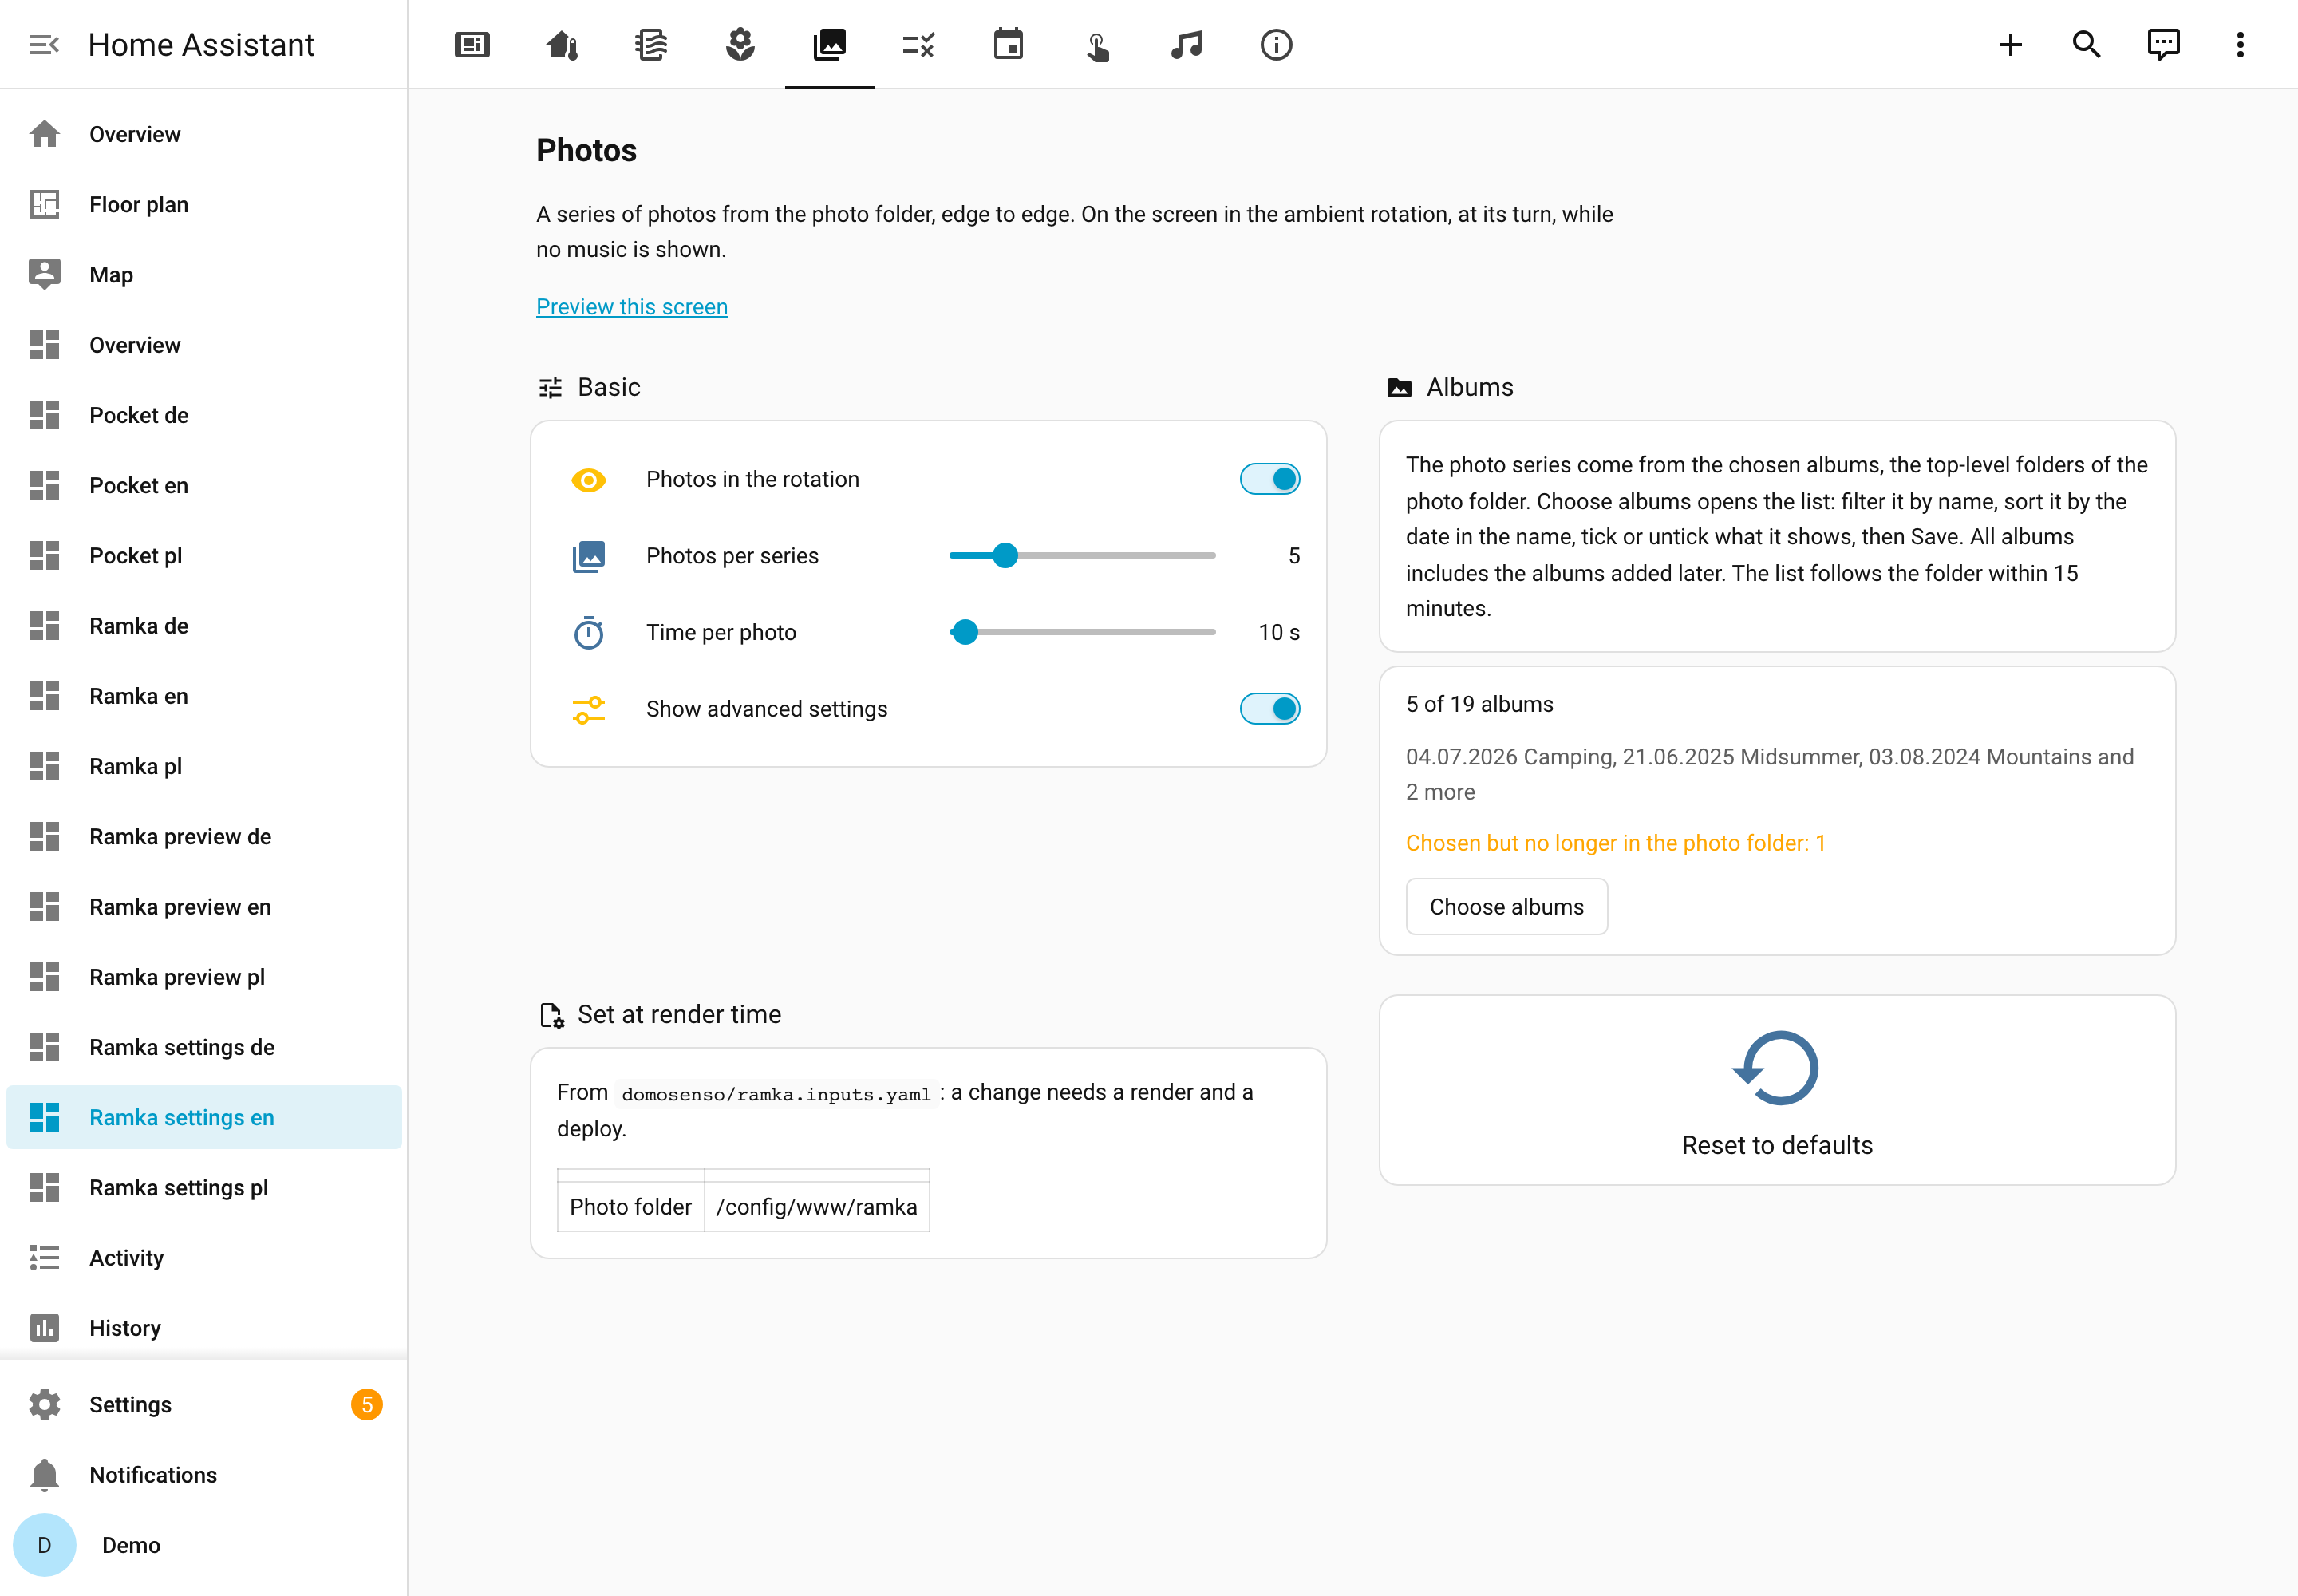 Home Assistant
Overview
Floor plan
Map
Overview
Pocket de
Pocket en
Pocket pl
Ramka de
Ramka en
Ramka pl
Ramka preview de
Ramka preview en
Ramka preview pl
Ramka settings de
Ramka settings en
Ramka settings pl
Activity
History
Settings
5
Notifications
D
Demo
Photos
A series of photos from the photo folder, edge to edge. On the screen in the ambient rotation, at its turn, while
no music is shown.
Preview this screen
Basic
Photos in the rotation
Photos per series
5
Time per photo
10 s
Show advanced settings
Albums
The photo series come from the chosen albums, the top-level folders of the
photo folder. Choose albums opens the list: filter it by name, sort it by the
date in the name, tick or untick what it shows, then Save. All albums
includes the albums added later. The list follows the folder within 15
minutes.
5 of 19 albums
04.07.2026 Camping, 21.06.2025 Midsummer, 03.08.2024 Mountains and
2 more
Chosen but no longer in the photo folder: 1
Choose albums
Set at render time
From domosenso/ramka.inputs.yaml : a change needs a render and a
deploy.
Photo folder
/config/www/ramka
Reset to defaults